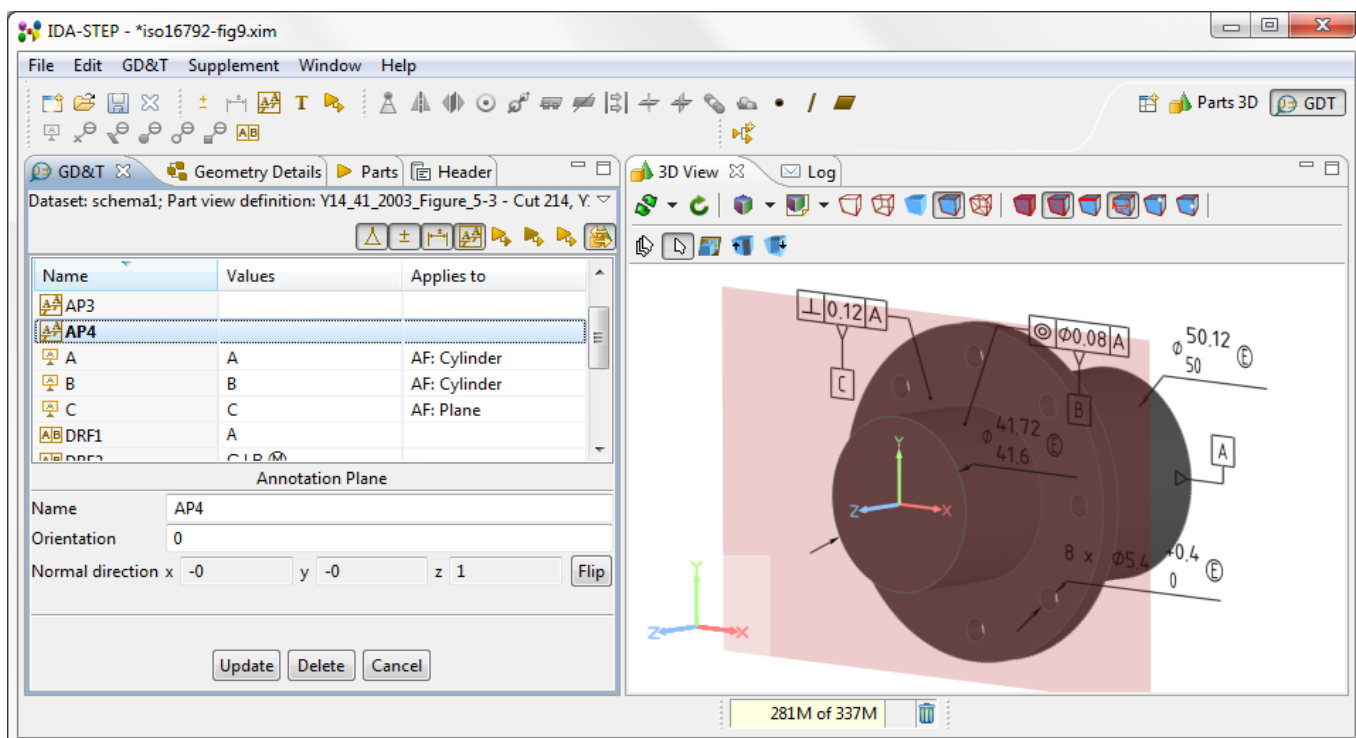 IDA-STEP - *iso16792-fig9.xim
File Edit GD&T Supplement Window Help
T
Parts 3D GDT
AB
GD&T Geometry Details Parts Header
Dataset: schema1; Part view definition: Y14_41_2003_Figure_5-3 - Cut 214, Y:
Name Values Applies to
AP3
AP4
A A AF: Cylinder
B B AF: Cylinder
C C AF: Plane
AB DRF1 A
Annotation Plane
Name AP4
Orientation 0
Normal direction x -0 y -0 z 1 Flip
Update Delete Cancel
3D View Log
⊥ 0.12 A
◎ ⌀0.08 A
⌀ 50.12 Ⓔ
50
C
B
⌀ 41.72 Ⓔ
41.6
A
Y
Z X
8 x ⌀5.4 +0.4 Ⓔ
0
Y
Z X
281M of 337M